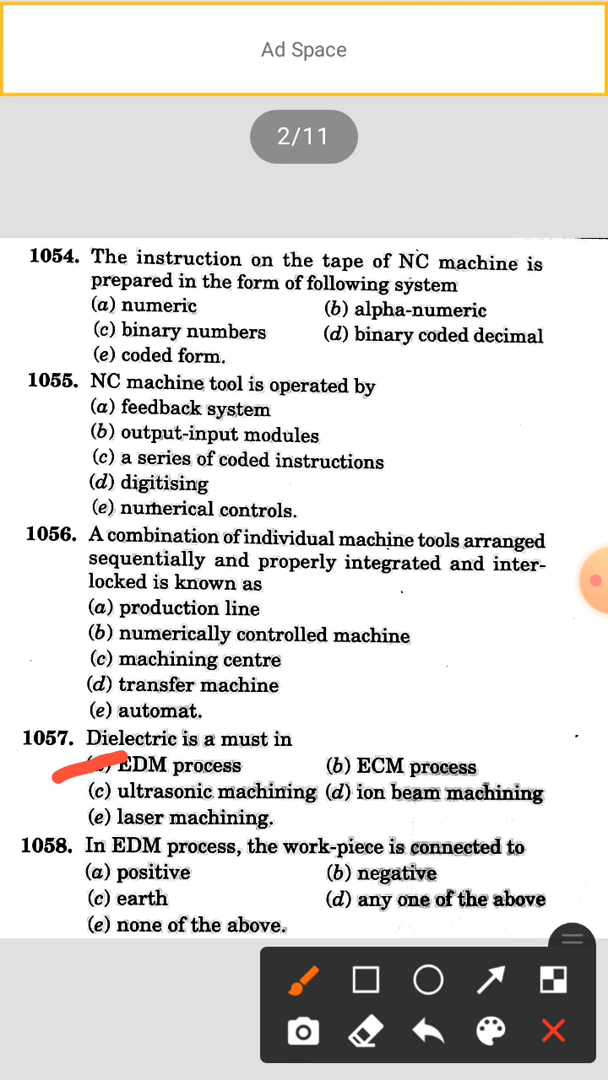 Ad Space
2/11
1054. The instruction on the tape of NC machine is
prepared in the form of following system
(a) numeric (b) alpha-numeric
(c) binary numbers (d) binary coded decimal
(e) coded form.
1055. NC machine tool is operated by
(a) feedback system
(b) output-input modules
(c) a series of coded instructions
(d) digitising
(e) numerical controls.
1056. A combination of individual machine tools arranged
sequentially and properly integrated and inter-
locked is known as
(a) production line
(b) numerically controlled machine
(c) machining centre
(d) transfer machine
(e) automat.
1057. Dielectric is a must in
EDM process (b) ECM process
(c) ultrasonic machining (d) ion beam machining
(e) laser machining.
1058. In EDM process, the work-piece is connected to
(a) positive (b) negative
(c) earth (d) any one of the above
(e) none of the above.